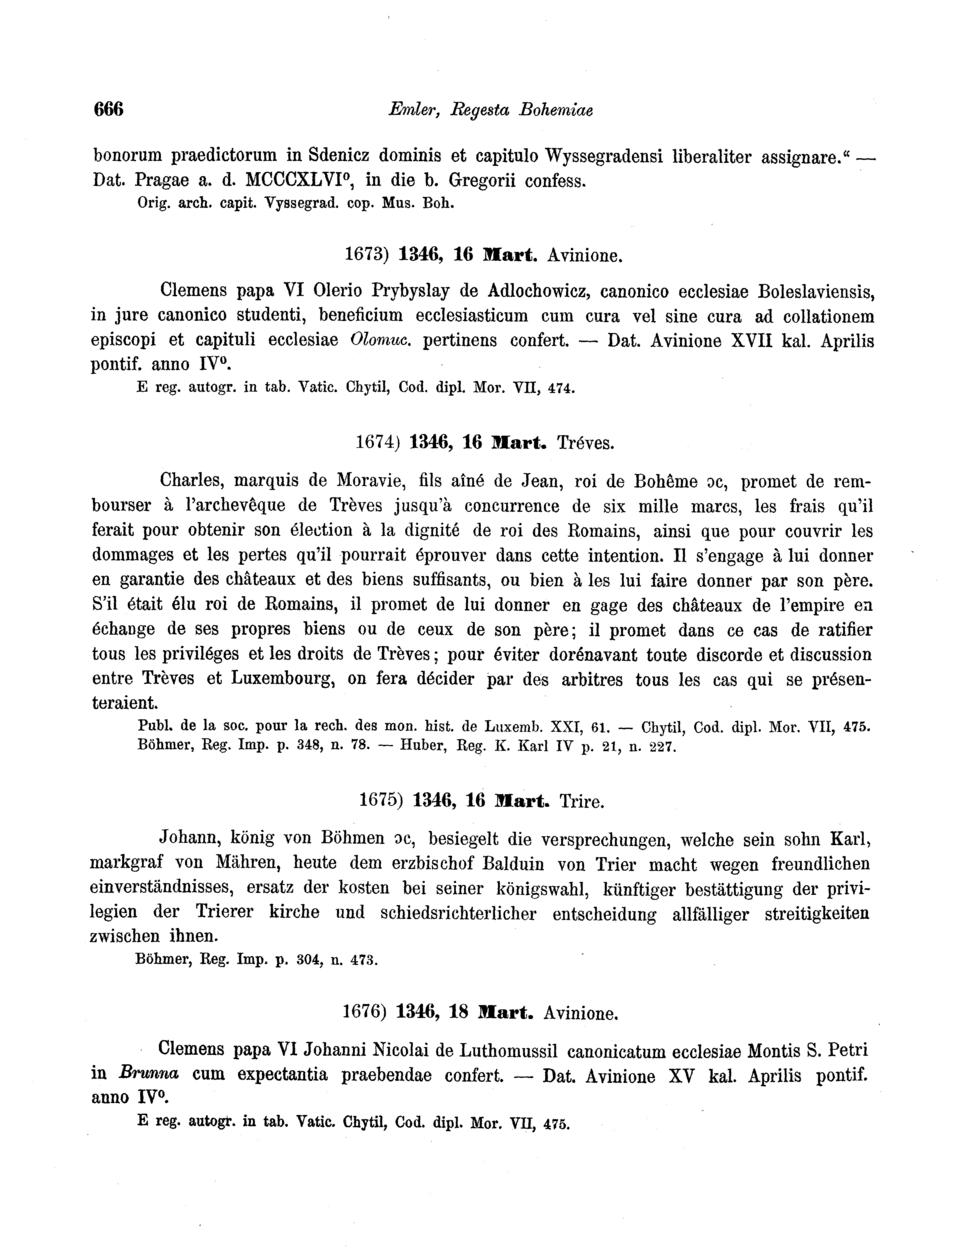 666
Emler, Regesta Bohemiae
bonorum praedictorum in Sdenicz dominis et capitulo Wyssegradensi liberaliter assignare.“ —
Dat. Pragae a. d. MCCCXLVI⁰, in die b. Gregorii confess.
Orig. arch. capit. Vyssegrad. cop. Mus. Boh.
1673) 1346, 16 Mart. Avinione.
Clemens papa VI Olerio Prybyslay de Adlochowicz, canonico ecclesiae Boleslaviensis,
in jure canonico studenti, beneficium ecclesiasticum cum cura vel sine cura ad collationem
episcopi et capituli ecclesiae Olomuc. pertinens confert. — Dat. Avinione XVII kal. Aprilis
pontif. anno IV⁰.
E reg. autogr. in tab. Vatic. Chytil, Cod. dipl. Mor. VII, 474.
1674) 1346, 16 Mart. Tréves.
Charles, marquis de Moravie, fils aîné de Jean, roi de Bohême ɔc, promet de rem-
bourser à l'archevêque de Trèves jusqu'à concurrence de six mille marcs, les frais qu'il
ferait pour obtenir son élection à la dignité de roi des Romains, ainsi que pour couvrir les
dommages et les pertes qu'il pourrait éprouver dans cette intention. Il s'engage à lui donner
en garantie des châteaux et des biens suffisants, ou bien à les lui faire donner par son père.
S'il était élu roi de Romains, il promet de lui donner en gage des châteaux de l'empire en
échange de ses propres biens ou de ceux de son père; il promet dans ce cas de ratifier
tous les priviléges et les droits de Trèves; pour éviter dorénavant toute discorde et discussion
entre Trèves et Luxembourg, on fera décider par des arbitres tous les cas qui se présen-
teraient.
Publ. de la soc. pour la rech. des mon. hist. de Luxemb. XXI, 61. — Chytil, Cod. dipl. Mor. VII, 475.
Böhmer, Reg. Imp. p. 348, n. 78. — Huber, Reg. K. Karl IV p. 21, n. 227.
1675) 1346, 16 Mart. Trire.
Johann, könig von Böhmen ɔc, besiegelt die versprechungen, welche sein sohn Karl,
markgraf von Mähren, heute dem erzbischof Balduin von Trier macht wegen freundlichen
einverständnisses, ersatz der kosten bei seiner königswahl, künftiger bestättigung der privi-
legien der Trierer kirche und schiedsrichterlicher entscheidung allfälliger streitigkeiten
zwischen ihnen.
Böhmer, Reg. Imp. p. 304, n. 473.
1676) 1346, 18 Mart. Avinione.
Clemens papa VI Johanni Nicolai de Luthomussil canonicatum ecclesiae Montis S. Petri
in Brunna cum expectantia praebendae confert. — Dat. Avinione XV kal. Aprilis pontif.
anno IV⁰.
E reg. autogr. in tab. Vatic. Chytil, Cod. dipl. Mor. VII, 475.